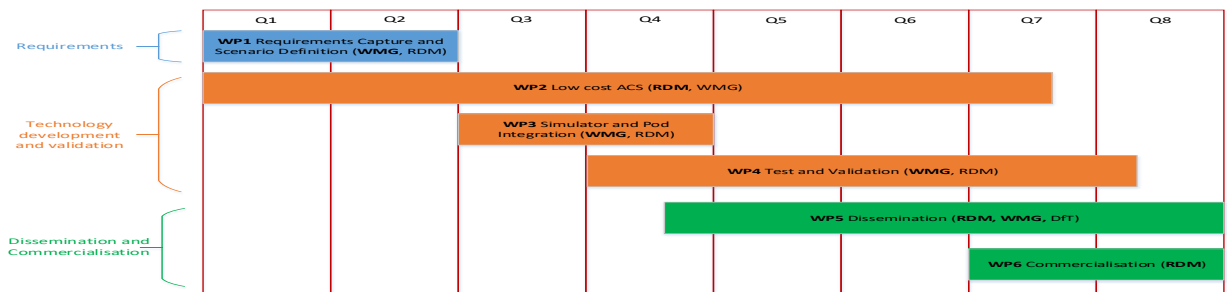 Q1 Q2 Q3 Q4 Q5 Q6 Q7 Q8
Requirements
WP1 Requirements Capture and
Scenario Definition (WMG, RDM)
WP2 Low cost ACS (RDM, WMG)
Technology
development
and validation
WP3 Simulator and Pod
Integration (WMG, RDM)
WP4 Test and Validation (WMG, RDM)
WP5 Dissemination (RDM, WMG, DfT)
Dissemination and
Commercialisation
WP6 Commercialisation (RDM)